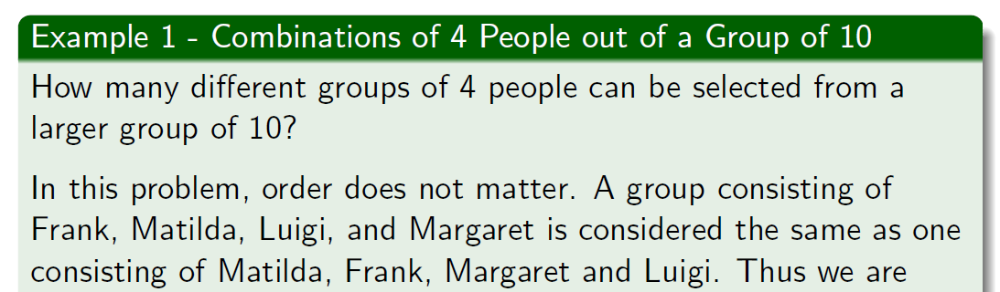 Example 1 - Combinations of 4 People out of a Group of 10
How many different groups of 4 people can be selected from a
larger group of 10?
In this problem, order does not matter. A group consisting of
Frank, Matilda, Luigi, and Margaret is considered the same as one
consisting of Matilda, Frank, Margaret and Luigi. Thus we are